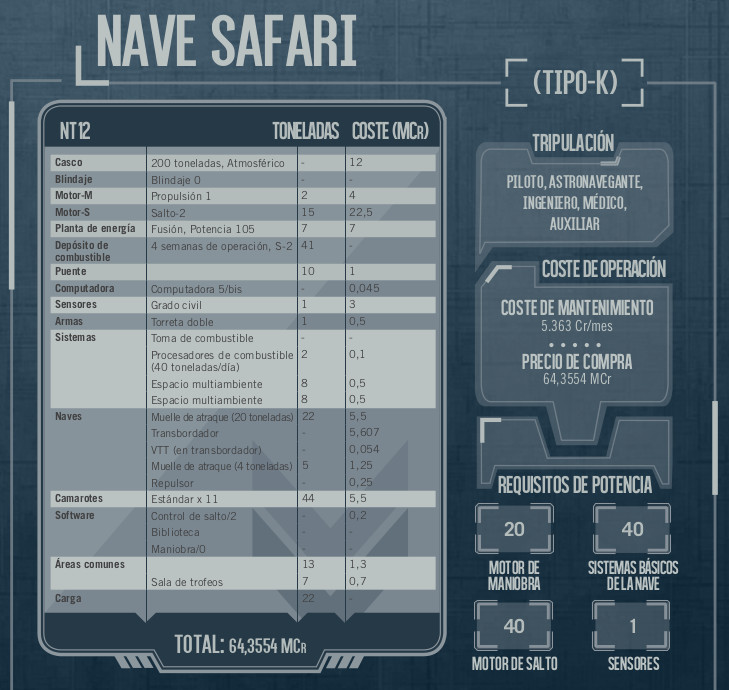 NAVE SAFARI
(TIPO-K)
NT12 TONELADAS COSTE (MCR)
Casco 200 toneladas, Atmosférico - 12
Blindaje Blindaje 0 - -
Motor-M Propulsión 1 2 4
Motor-S Salto-2 15 22,5
Planta de energía Fusión, Potencia 105 7 7
Depósito de 4 semanas de operación, S-2 41 -
combustible
Puente 10 1
Computadora Computadora 5/bis - 0,045
Sensores Grado civil 1 3
Armas Torreta doble 1 0,5
Sistemas Toma de combustible - -
Procesadores de combustible 2 0,1
(40 toneladas/día)
Espacio multiambiente 8 0,5
Espacio multiambiente 8 0,5
Naves Muelle de atraque (20 toneladas) 22 5,5
Transbordador - 5,607
VTT (en transbordador) - 0,054
Muelle de atraque (4 toneladas) 5 1,25
Repulsor - 0,25
Camarotes Estándar x 11 44 5,5
Software Control de salto/2 - 0,2
Biblioteca - -
Maniobra/0 - -
Áreas comunes 13 1,3
Sala de trofeos 7 0,7
Carga 22 -
TOTAL: 64,3554 MCR
TRIPULACIÓN
PILOTO, ASTRONAVEGANTE,
INGENIERO, MÉDICO,
AUXILIAR
COSTE DE OPERACIÓN
COSTE DE MANTENIMIENTO
5.363 Cr/mes
PRECIO DE COMPRA
64,3554 MCr
REQUISITOS DE POTENCIA
20 40
MOTOR DE SISTEMAS BÁSICOS
MANIOBRA DE LA NAVE
40 1
MOTOR DE SALTO SENSORES